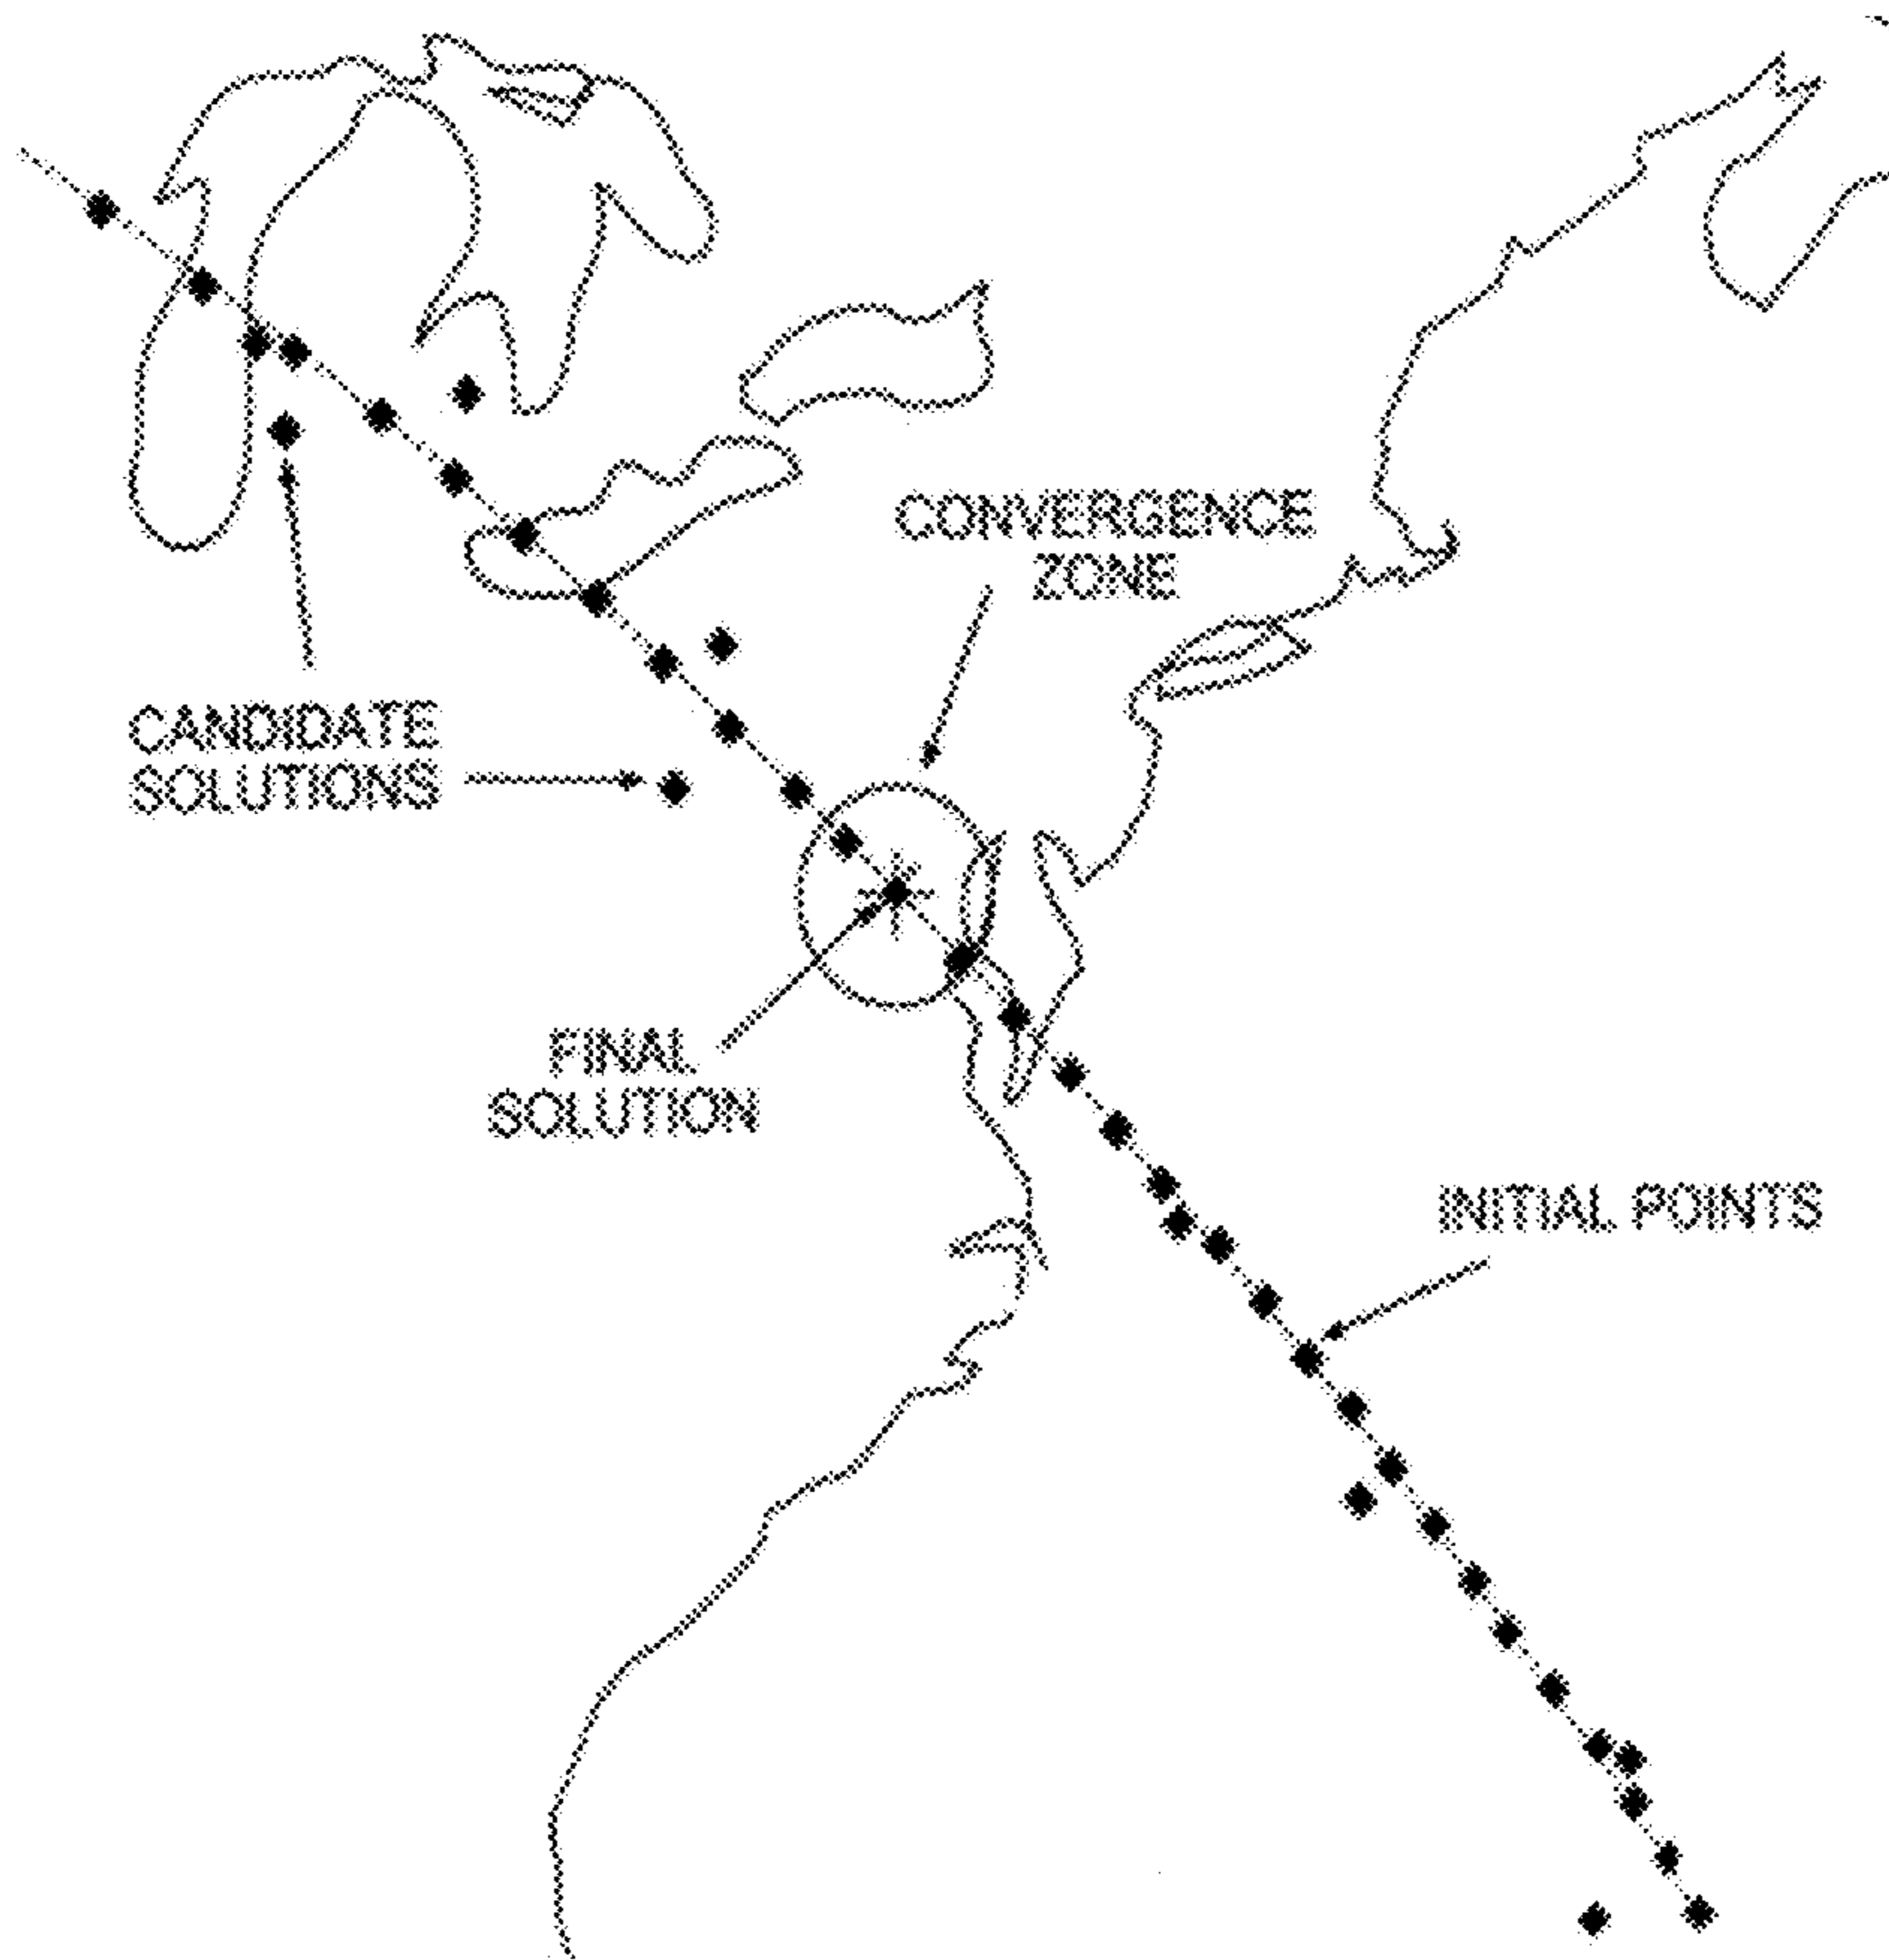 CONVERGENCE
ZONE
CANDIDATE
SOLUTIONS
FINAL
SOLUTION
INITIAL POINTS